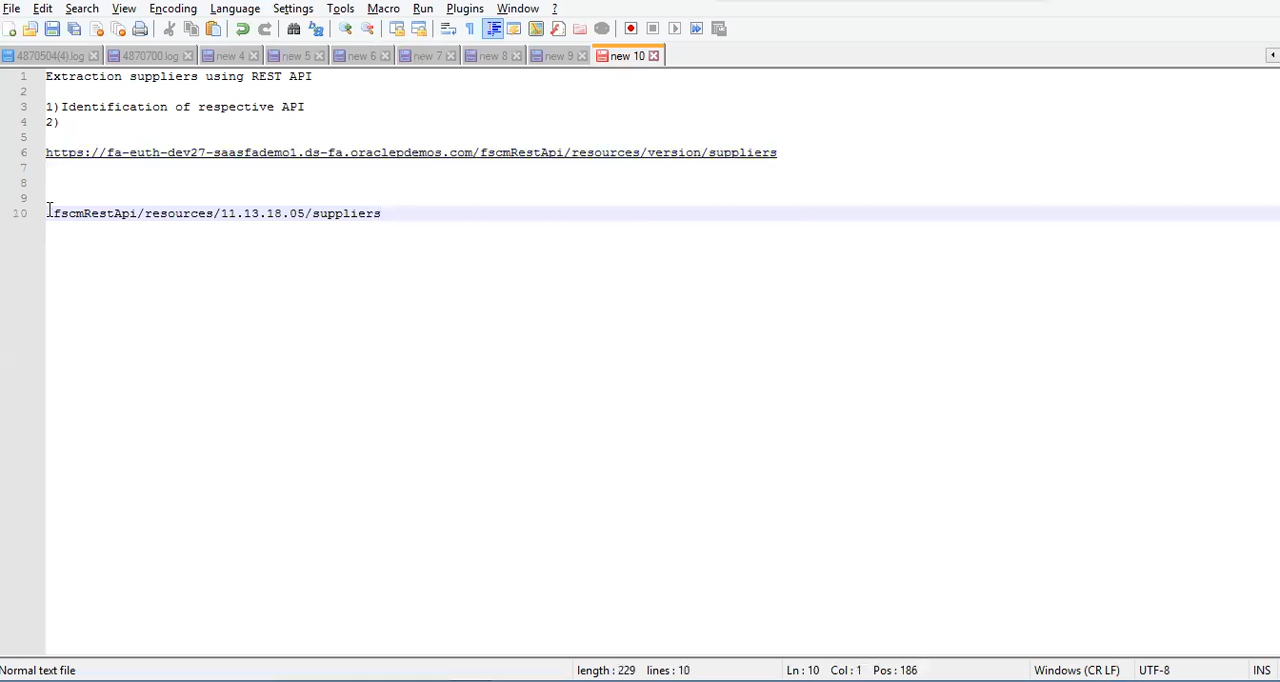 File Edit Search View Encoding Language Settings Tools Macro Run Plugins Window ?
4870504(4).log 4870700.log new 4 new 5 new 6 new 7 new 8 new 9 new 10
1 Extraction suppliers using REST API
2
3 1)Identification of respective API
4 2)
5
6 https://fa-euth-dev27-saasfademo1.ds-fa.oraclepdemos.com/fscmRestApi/resources/version/suppliers
7
8
9
10 /fscmRestApi/resources/11.13.18.05/suppliers
Normal text file length : 229 lines : 10 Ln : 10 Col : 1 Pos : 186 Windows (CR LF) UTF-8 INS